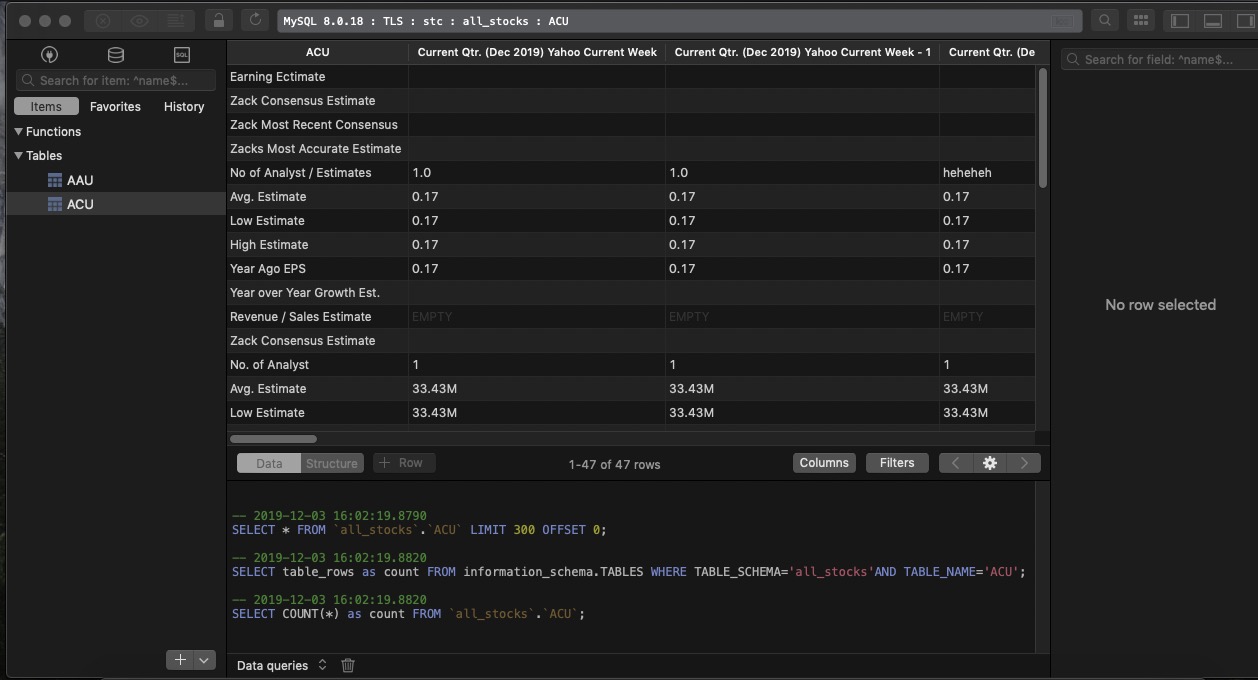 MySQL 8.0.18 : TLS : stc : all_stocks : ACU
SQL
Search for item: ^name$...
Items Favorites History
Functions
Tables
AAU
ACU
ACU Current Qtr. (Dec 2019) Yahoo Current Week Current Qtr. (Dec 2019) Yahoo Current Week - 1 Current Qtr. (De
Earning Ectimate
Zack Consensus Estimate
Zack Most Recent Consensus
Zacks Most Accurate Estimate
No of Analyst / Estimates 1.0 1.0 heheheh
Avg. Estimate 0.17 0.17 0.17
Low Estimate 0.17 0.17 0.17
High Estimate 0.17 0.17 0.17
Year Ago EPS 0.17 0.17 0.17
Year over Year Growth Est.
Revenue / Sales Estimate EMPTY EMPTY EMPTY
Zack Consensus Estimate
No. of Analyst 1 1 1
Avg. Estimate 33.43M 33.43M 33.43M
Low Estimate 33.43M 33.43M 33.43M
Data Structure + Row 1-47 of 47 rows Columns Filters
-- 2019-12-03 16:02:19.8790
SELECT * FROM `all_stocks`.`ACU` LIMIT 300 OFFSET 0;
-- 2019-12-03 16:02:19.8820
SELECT table_rows as count FROM information_schema.TABLES WHERE TABLE_SCHEMA='all_stocks'AND TABLE_NAME='ACU';
-- 2019-12-03 16:02:19.8820
SELECT COUNT(*) as count FROM `all_stocks`.`ACU`;
Data queries
Search for field: ^name$...
No row selected